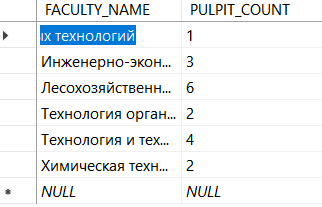 FACULTY_NAME PULPIT_COUNT
ых технологий 1
Инженерно-экон... 3
Лесохозяйственн... 6
Технология орган... 2
Технология и тех... 4
Химическая техн... 2
NULL NULL